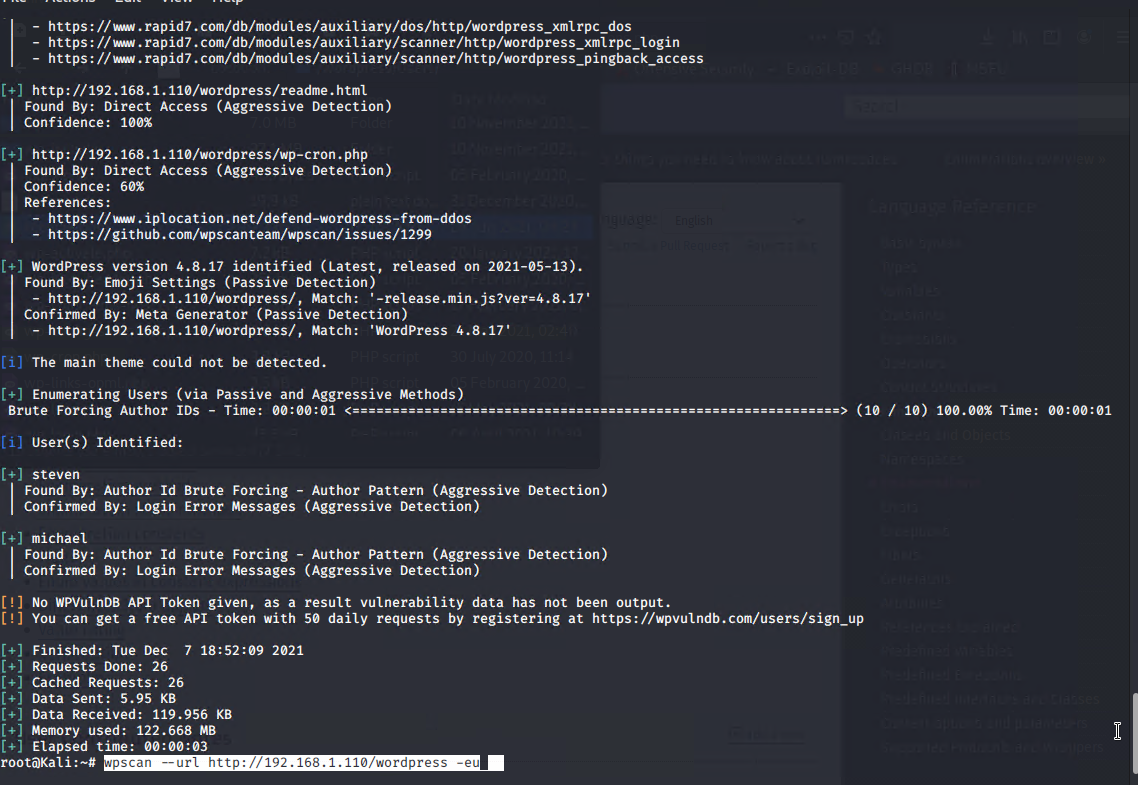 Actions Edit View Help
- https://www.rapid7.com/db/modules/auxiliary/dos/http/wordpress_xmlrpc_dos
- https://www.rapid7.com/db/modules/auxiliary/scanner/http/wordpress_xmlrpc_login
- https://www.rapid7.com/db/modules/auxiliary/scanner/http/wordpress_pingback_access
[+] http://192.168.1.110/wordpress/readme.html
| Found By: Direct Access (Aggressive Detection)
| Confidence: 100%
[+] http://192.168.1.110/wordpress/wp-cron.php
| Found By: Direct Access (Aggressive Detection)
| Confidence: 60%
| References:
|  - https://www.iplocation.net/defend-wordpress-from-ddos
|  - https://github.com/wpscanteam/wpscan/issues/1299
[+] WordPress version 4.8.17 identified (Latest, released on 2021-05-13).
| Found By: Emoji Settings (Passive Detection)
|  - http://192.168.1.110/wordpress/, Match: '-release.min.js?ver=4.8.17'
| Confirmed By: Meta Generator (Passive Detection)
|  - http://192.168.1.110/wordpress/, Match: 'WordPress 4.8.17'
[i] The main theme could not be detected.
[+] Enumerating Users (via Passive and Aggressive Methods)
Brute Forcing Author IDs - Time: 00:00:01 <=============================================================> (10 / 10) 100.00% Time: 00:00:01
[i] User(s) Identified:
[+] steven
| Found By: Author Id Brute Forcing - Author Pattern (Aggressive Detection)
| Confirmed By: Login Error Messages (Aggressive Detection)
[+] michael
| Found By: Author Id Brute Forcing - Author Pattern (Aggressive Detection)
| Confirmed By: Login Error Messages (Aggressive Detection)
[!] No WPVulnDB API Token given, as a result vulnerability data has not been output.
[!] You can get a free API token with 50 daily requests by registering at https://wpvulndb.com/users/sign_up
[+] Finished: Tue Dec  7 18:52:09 2021
[+] Requests Done: 26
[+] Cached Requests: 26
[+] Data Sent: 5.95 KB
[+] Data Received: 119.956 KB
[+] Memory used: 122.668 MB
[+] Elapsed time: 00:00:03
root@Kali:~# wpscan --url http://192.168.1.110/wordpress -eu